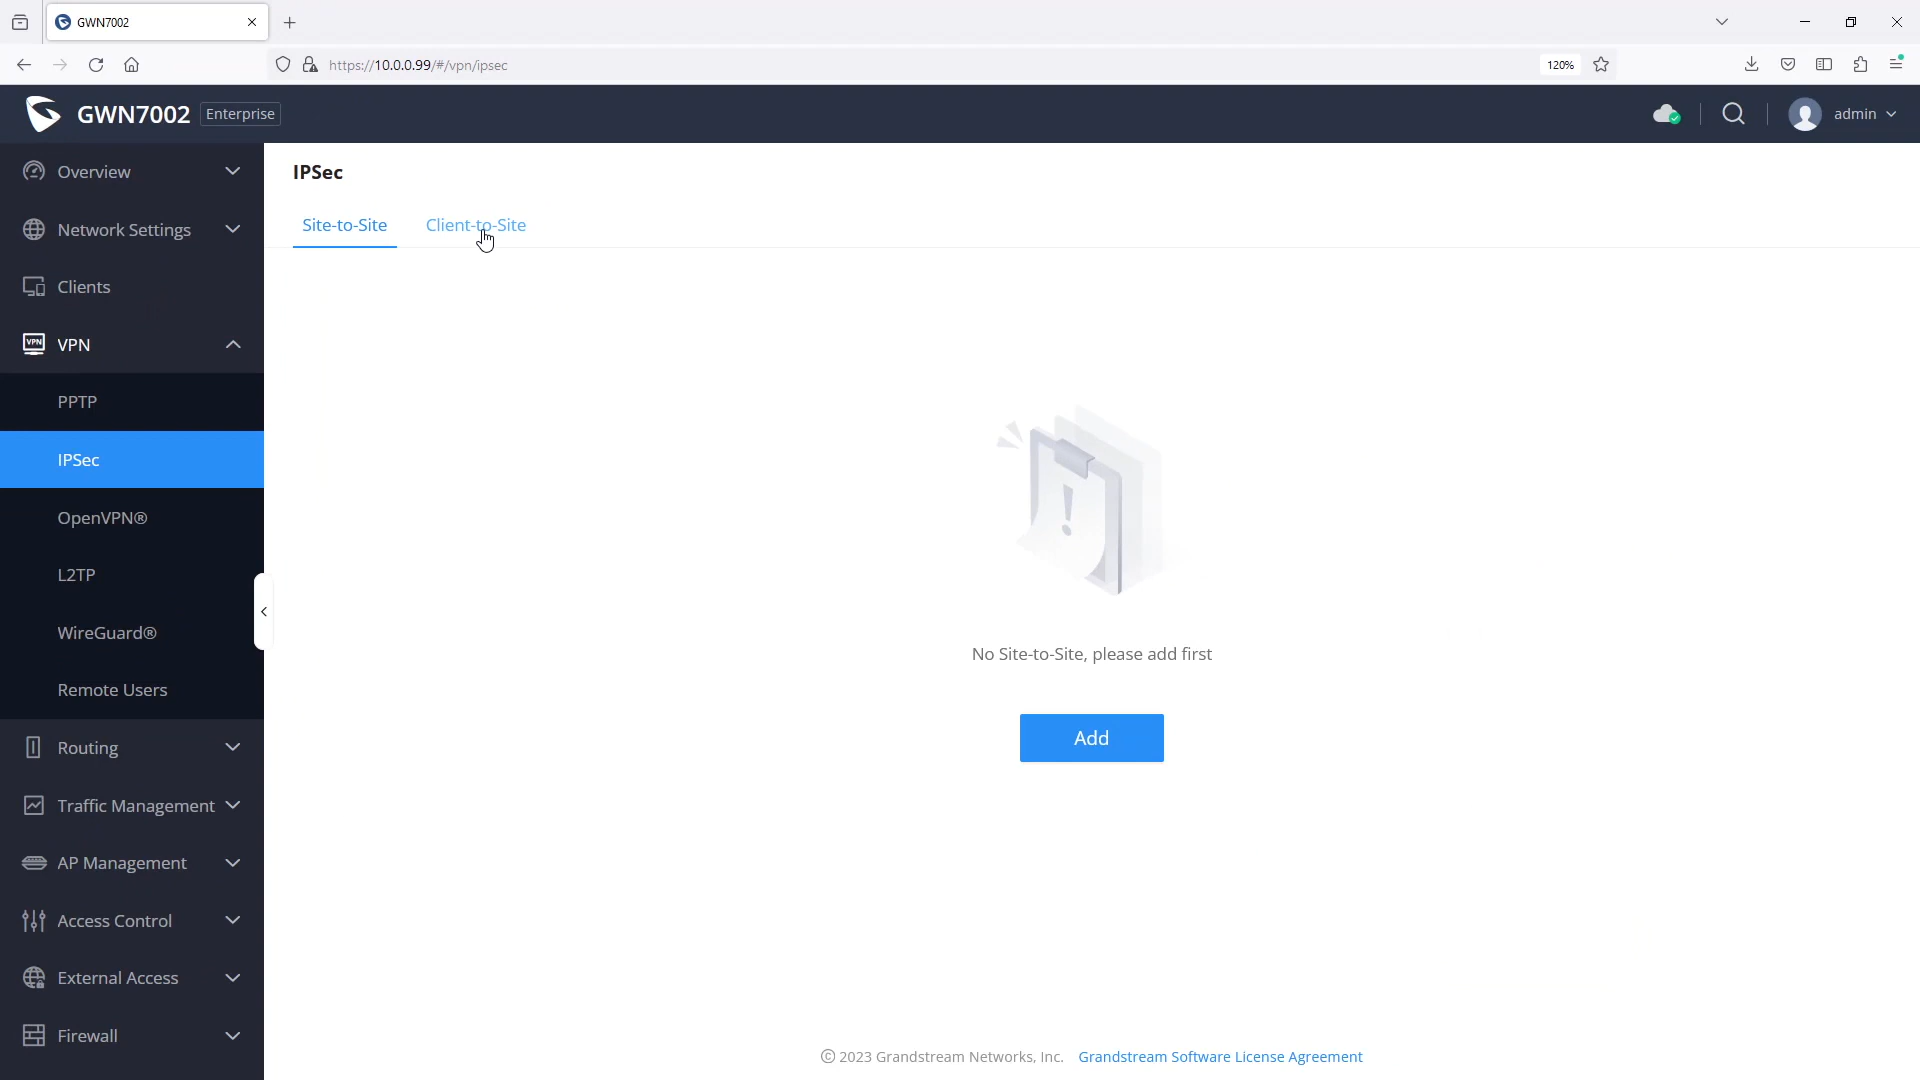 GWN7002
https://10.0.0.99/#/vpn/ipsec
120%
GWN7002 Enterprise
admin
Overview
Network Settings
Clients
VPN
VPN
PPTP
IPSec
OpenVPN®
L2TP
WireGuard®
Remote Users
Routing
Traffic Management
AP Management
Access Control
External Access
Firewall
IPSec
Site-to-Site Client-to-Site
No Site-to-Site, please add first
Add
© 2023 Grandstream Networks, Inc. Grandstream Software License Agreement